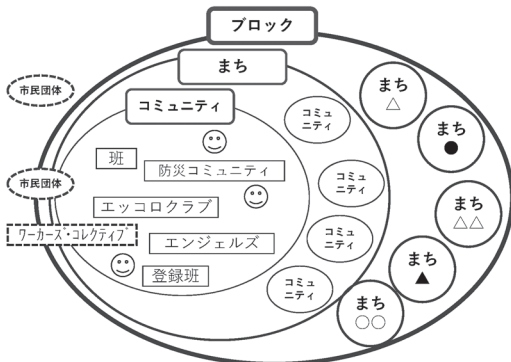 ブロック
まち
コミュニティ
市民団体
市民団体
ワーカーズ・コレクティブ
班
防災コミュニティ
エッコロクラブ
エンジェルズ
登録班
コミュ
ニティ
コミュ
ニティ
コミュ
ニティ
コミュ
ニティ
まち
△
まち
●
まち
△△
まち
▲
まち
○○